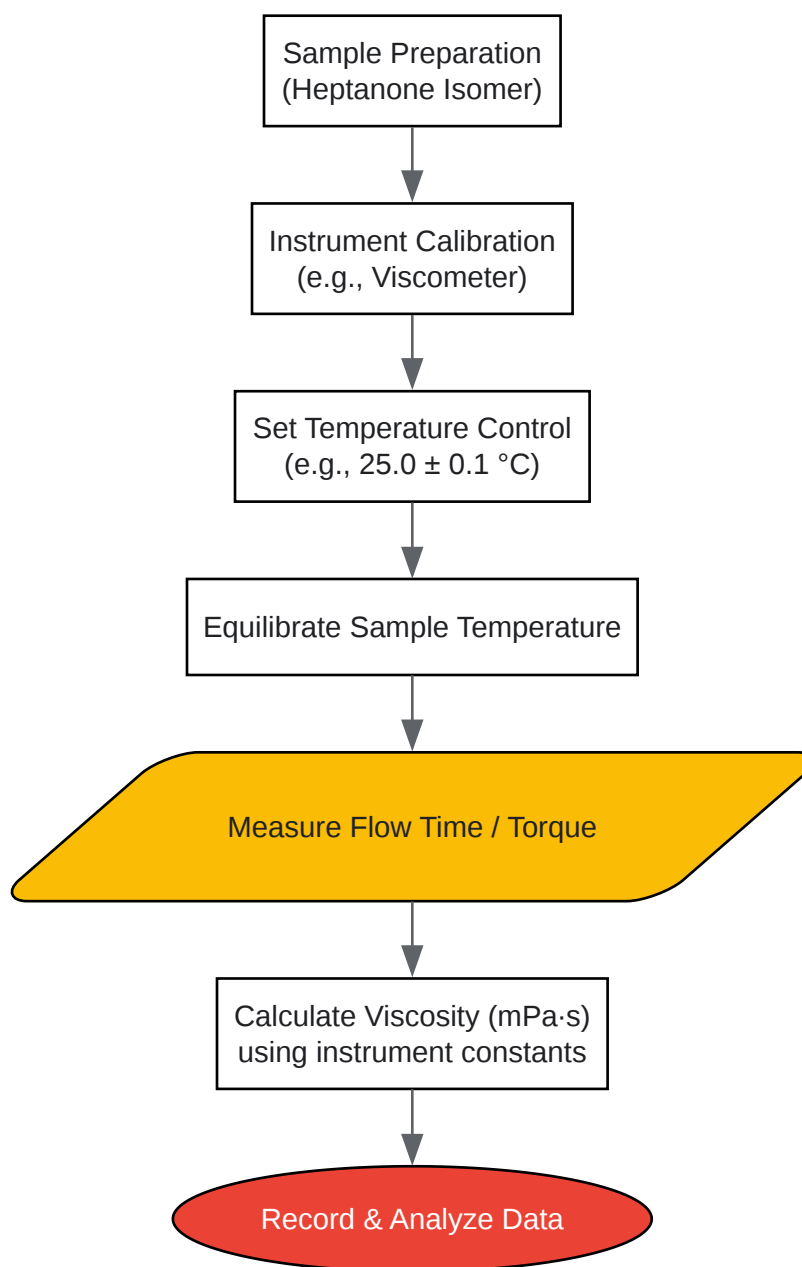 Sample Preparation
(Heptanone Isomer)
Instrument Calibration
(e.g., Viscometer)
Set Temperature Control
(e.g., 25.0 ± 0.1 °C)
Equilibrate Sample Temperature
Measure Flow Time / Torque
Calculate Viscosity (mPa·s)
using instrument constants
Record & Analyze Data